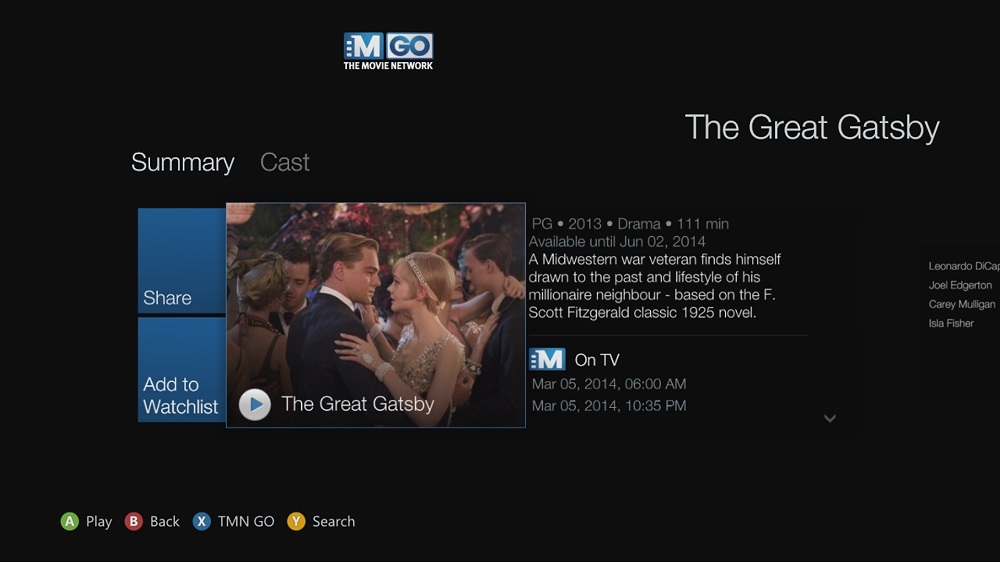 M GO
THE MOVIE NETWORK
The Great Gatsby
Summary Cast
Share
Add to
Watchlist
The Great Gatsby
PG • 2013 • Drama • 111 min
Available until Jun 02, 2014
A Midwestern war veteran finds himself
drawn to the past and lifestyle of his
millionaire neighbour - based on the F.
Scott Fitzgerald classic 1925 novel.
M On TV
Mar 05, 2014, 06:00 AM
Mar 05, 2014, 10:35 PM
Leonardo DiCap
Joel Edgerton
Carey Mulligan
Isla Fisher
A Play B Back X TMN GO Y Search